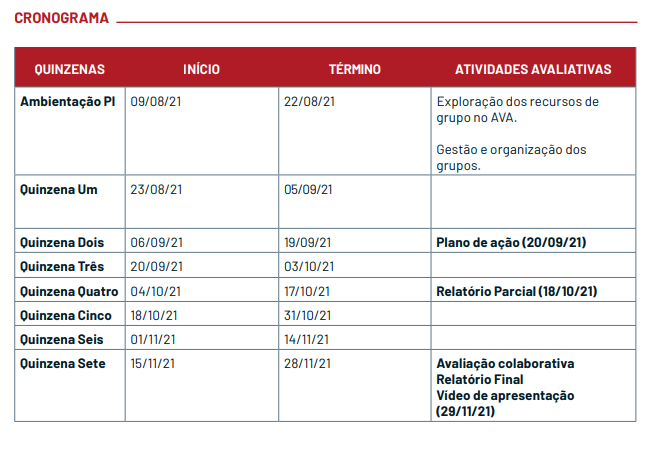 CRONOGRAMA
QUINZENAS INÍCIO TÉRMINO ATIVIDADES AVALIATIVAS
Ambientação PI 09/08/21 22/08/21 Exploração dos recursos de
grupo no AVA.
Gestão e organização dos
grupos.
Quinzena Um 23/08/21 05/09/21
Quinzena Dois 06/09/21 19/09/21 Plano de ação (20/09/21)
Quinzena Três 20/09/21 03/10/21
Quinzena Quatro 04/10/21 17/10/21 Relatório Parcial (18/10/21)
Quinzena Cinco 18/10/21 31/10/21
Quinzena Seis 01/11/21 14/11/21
Quinzena Sete 15/11/21 28/11/21 Avaliação colaborativa
Relatório Final
Vídeo de apresentação
(29/11/21)